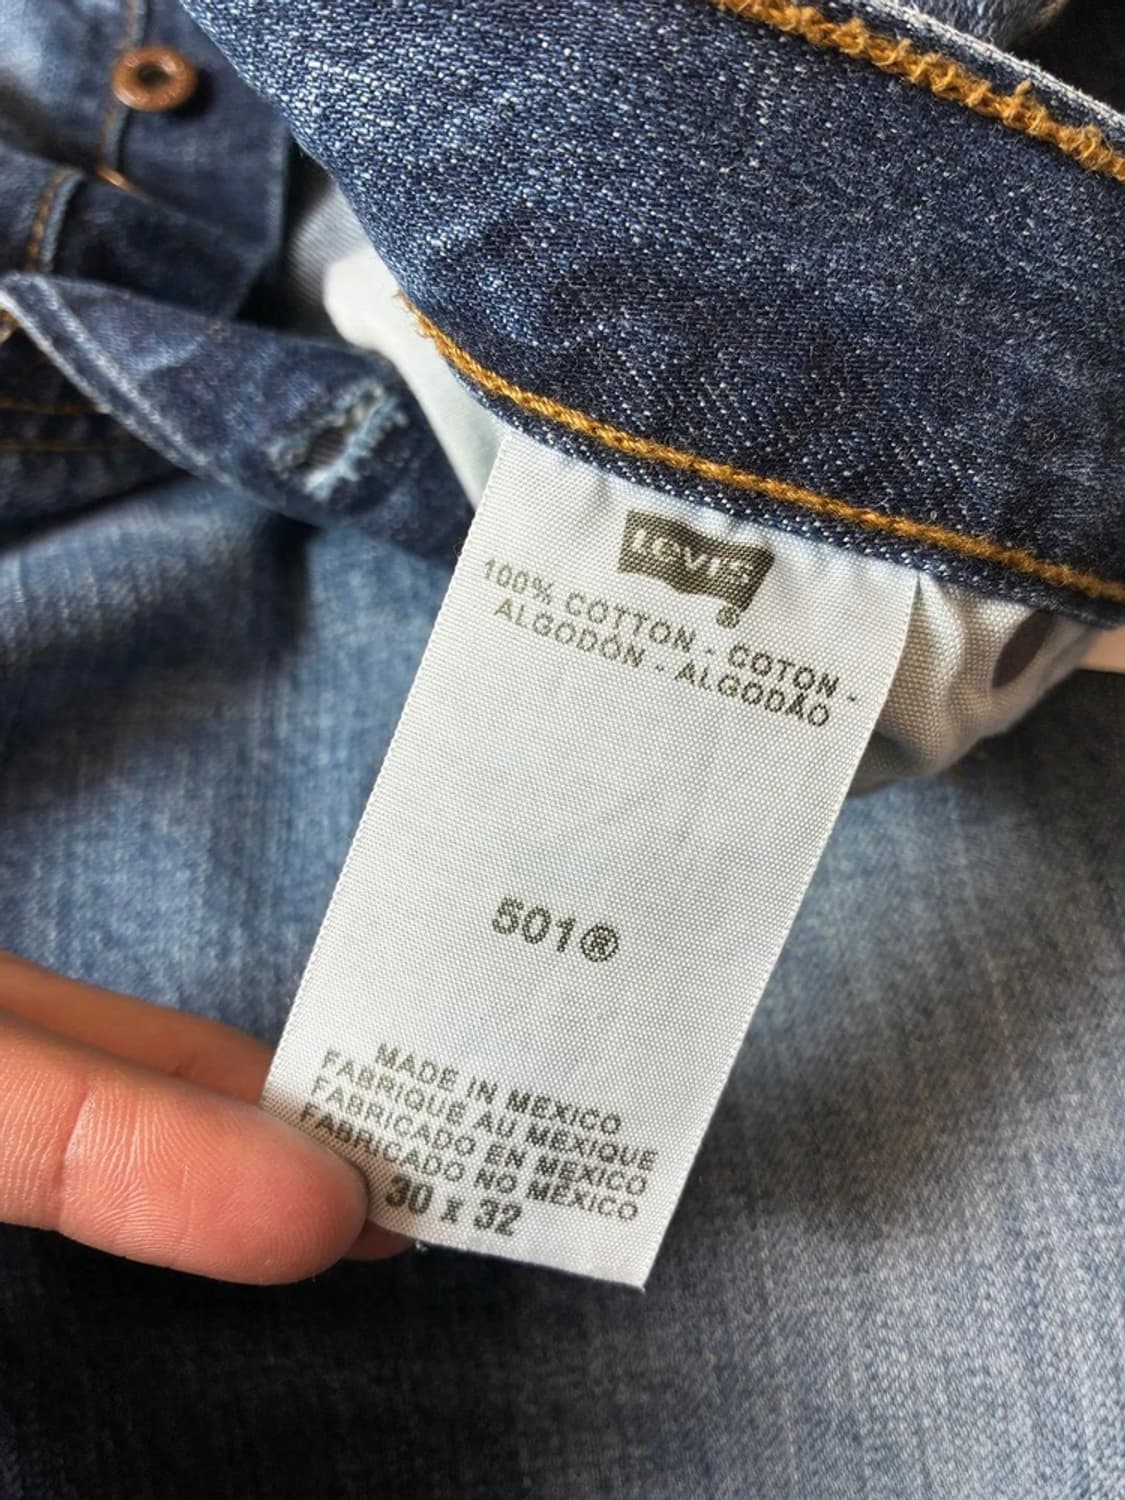 LEVI'S
®
100% COTTON - COTON -
ALGODÓN - ALGODÃO
501®
MADE IN MEXICO
FABRIQUE AU MEXIQUE
FABRICADO EN MEXICO
FABRICADO NO MÉXICO
30 x 32